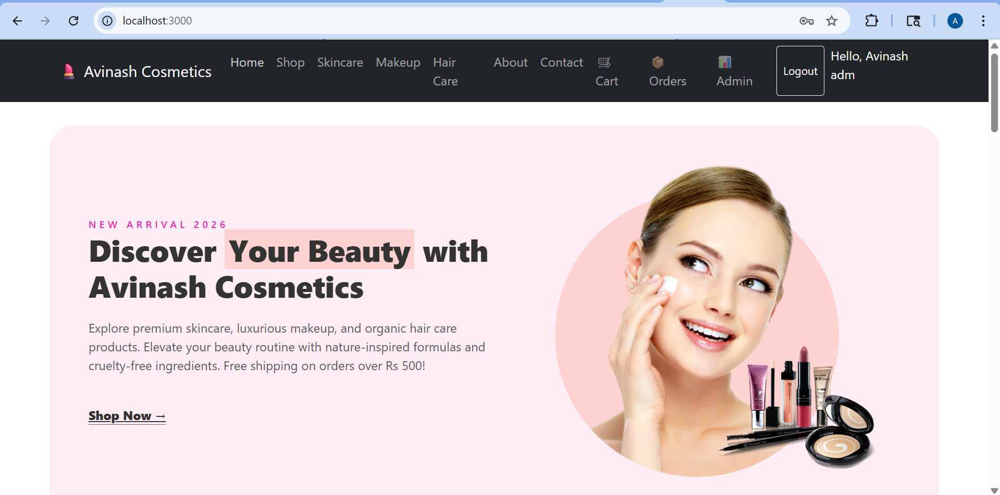 localhost:3000
A
Avinash Cosmetics
Home
Shop
Skincare
Makeup
Hair
Care
About
Contact
Cart
Orders
Admin
Logout
Hello, Avinash
adm
NEW ARRIVAL 2026
Discover Your Beauty with
Avinash Cosmetics
Explore premium skincare, luxurious makeup, and organic hair care
products. Elevate your beauty routine with nature-inspired formulas and
cruelty-free ingredients. Free shipping on orders over Rs 500!
Shop Now →